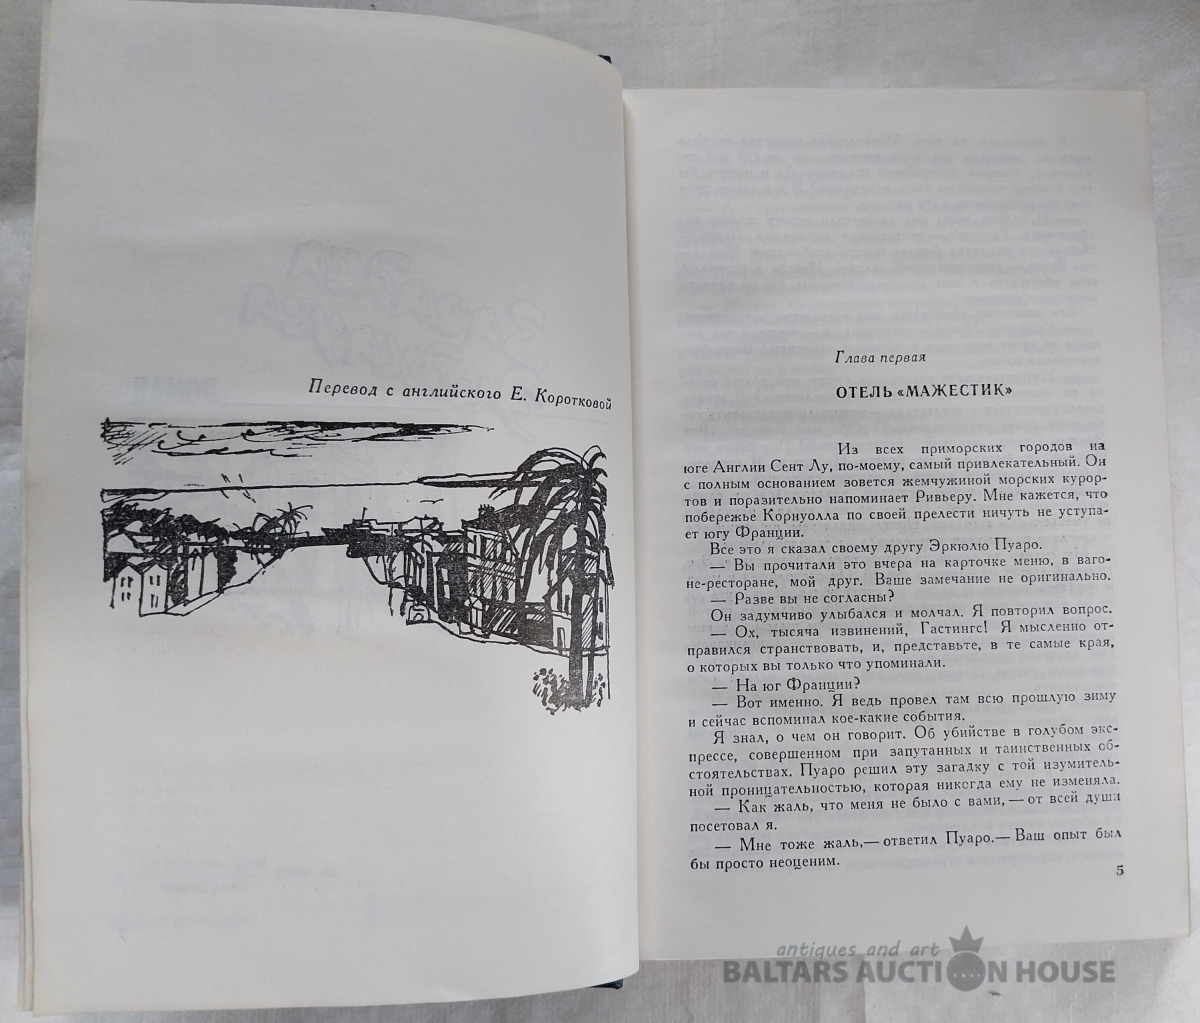 Перевод с английского Е. Коротковой
Глава первая
ОТЕЛЬ «МАЖЕСТИК»
Из всех приморских городов на
юге Англии Сент Лу, по-моему, самый привлекательный. Он
с полным основанием зовется жемчужиной морских курор-
тов и поразительно напоминает Ривьеру. Мне кажется, что
побережье Корнуолла по своей прелести ничуть не уступа-
ет югу Франции.
Все это я сказал своему другу Эркюлю Пуаро.
— Вы прочитали это вчера на карточке меню, в ваго-
не-ресторане, мой друг. Ваше замечание не оригинально.
— Разве вы не согласны?
Он задумчиво улыбался и молчал. Я повторил вопрос.
— Ох, тысяча извинений, Гастингс! Я мысленно от-
правился странствовать, и, представьте, в те самые края,
о которых вы только что упоминали.
— На юг Франции?
— Вот именно. Я ведь провел там всю прошлую зиму
и сейчас вспоминал кое-какие события.
Я знал, о чем он говорит. Об убийстве в голубом экс-
прессе, совершенном при запутанных и таинственных об-
стоятельствах. Пуаро решил эту загадку с той изумитель-
ной проницательностью, которая никогда ему не изменяла.
— Как жаль, что меня не было с вами, — от всей души
посетовал я.
— Мне тоже жаль,— ответил Пуаро.— Ваш опыт был
бы просто неоценим.
5
antiques and art
BALTARS AUCTION HOUSE